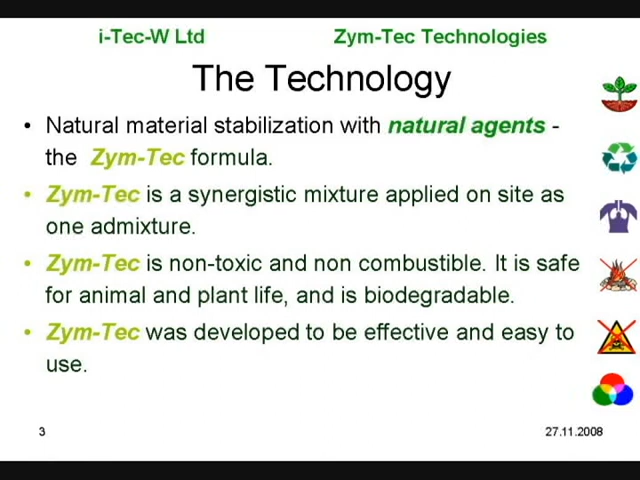 i-Tec-W Ltd Zym-Tec Technologies
The Technology
• Natural material stabilization with natural agents -
the Zym-Tec formula.
• Zym-Tec is a synergistic mixture applied on site as
one admixture.
• Zym-Tec is non-toxic and non combustible. It is safe
for animal and plant life, and is biodegradable.
• Zym-Tec was developed to be effective and easy to
use.
3 27.11.2008